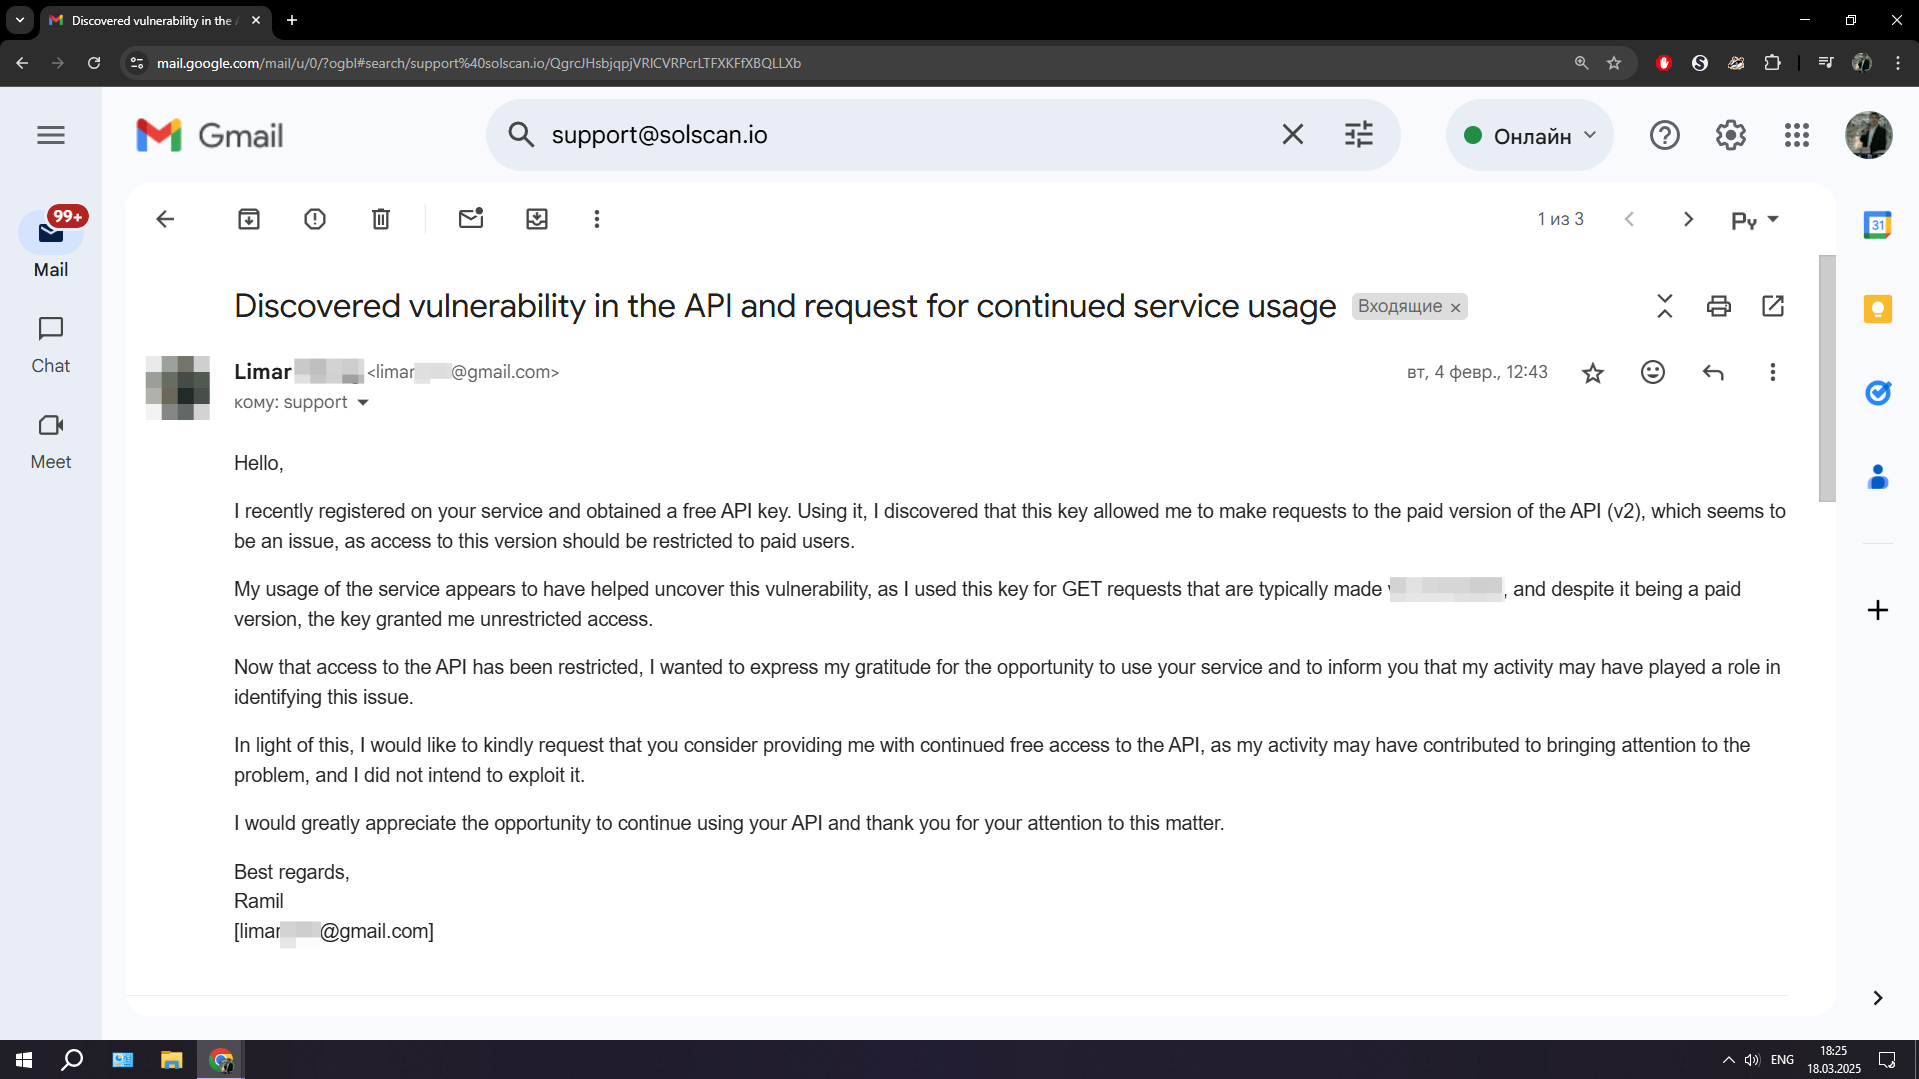 Discovered vulnerability in the
mail.google.com/mail/u/0/?ogbl#search/support%40solscan.io/QgrcJHsbjqpjVRlCVRPcrLTFXKFfXBQLLXb
Gmail
support@solscan.io
Онлайн
99+
Mail
Chat
Meet
1 из 3
Ру
31
Discovered vulnerability in the API and request for continued service usage
Входящие
Limar <limar @gmail.com>
вт, 4 февр., 12:43
кому: support
Hello,
I recently registered on your service and obtained a free API key. Using it, I discovered that this key allowed me to make requests to the paid version of the API (v2), which seems to
be an issue, as access to this version should be restricted to paid users.
My usage of the service appears to have helped uncover this vulnerability, as I used this key for GET requests that are typically made , and despite it being a paid
version, the key granted me unrestricted access.
Now that access to the API has been restricted, I wanted to express my gratitude for the opportunity to use your service and to inform you that my activity may have played a role in
identifying this issue.
In light of this, I would like to kindly request that you consider providing me with continued free access to the API, as my activity may have contributed to bringing attention to the
problem, and I did not intend to exploit it.
I would greatly appreciate the opportunity to continue using your API and thank you for your attention to this matter.
Best regards,
Ramil
[limar @gmail.com]
ENG
18:25
18.03.2025